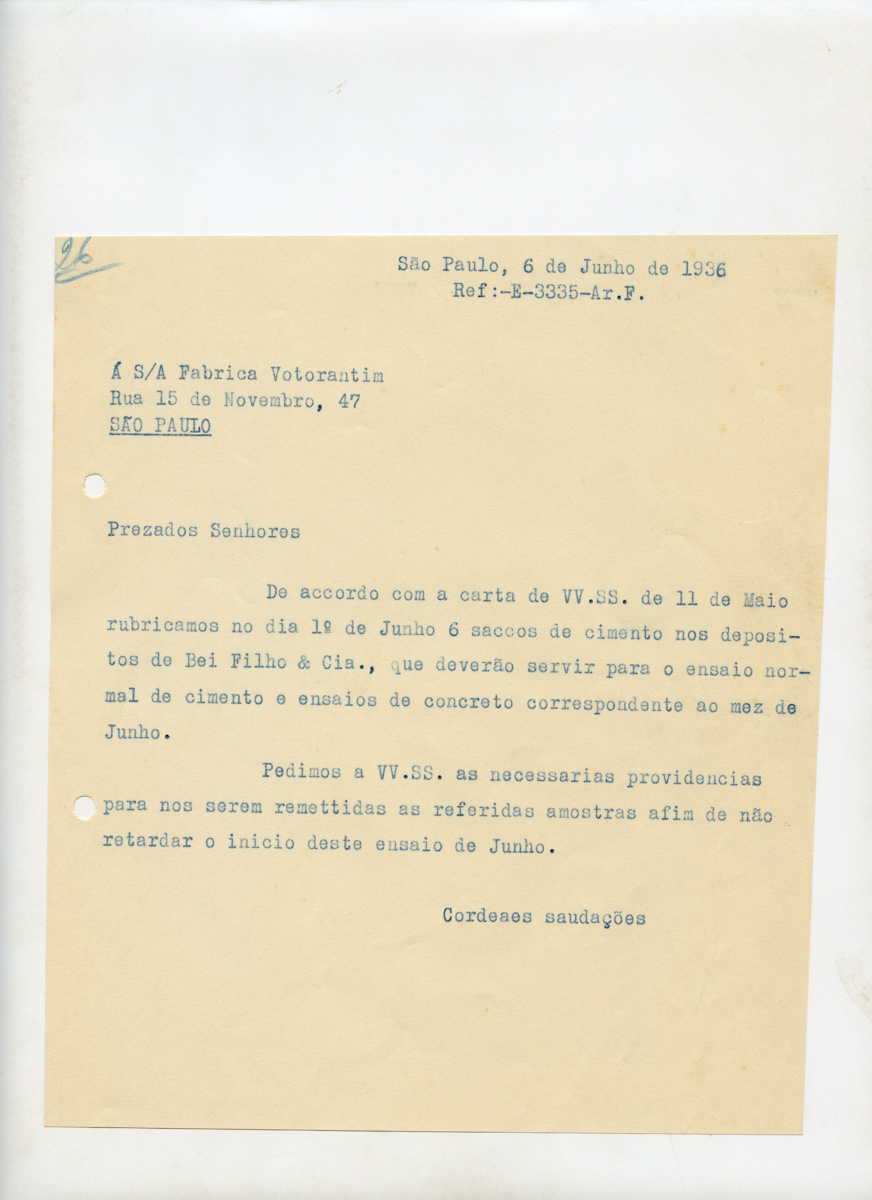 26
São Paulo, 6 de Junho de 1936
Ref:-E-3335-Ar.F.
Á S/A Fabrica Votorantim
Rua 15 de Novembro, 47
SÃO PAULO
Prezados Senhores
De accordo com a carta de VV.SS. de 11 de Maio
rubricamos no dia 1º de Junho 6 saccos de cimento nos deposi-
tos de Bei Filho & Cia., que deverão servir para o ensaio nor-
mal de cimento e ensaios de concreto correspondente ao mez de
Junho.
Pedimos a VV.SS. as necessarias providencias
para nos serem remettidas as referidas amostras afim de não
retardar o inicio deste ensaio de Junho.
Cordeaes saudações